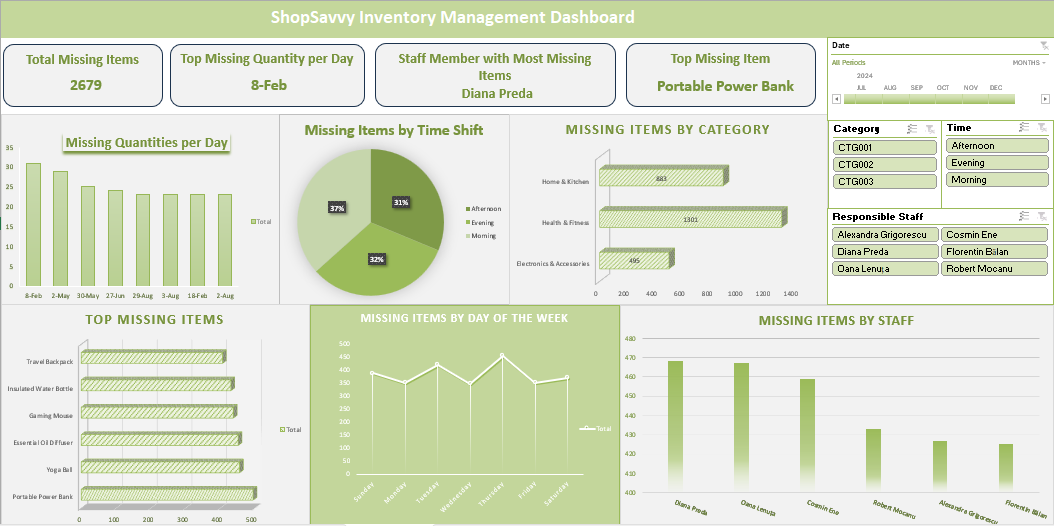 ShopSavvy Inventory Management Dashboard
Total Missing Items
2679
Top Missing Quantity per Day
8-Feb
Staff Member with Most Missing
Items
Diana Preda
Top Missing Item
Portable Power Bank
Date
All Periods
MONTHS
2024
JUL AUG SEP OCT NOV DEC
Category
CTG001
CTG002
CTG003
Time
Afternoon
Evening
Morning
Responsible Staff
Alexandra Grigorescu
Cosmin Ene
Diana Preda
Florentin Bălan
Oana Lenuța
Robert Mocanu
Missing Quantities per Day
35
30
25
20
15
10
5
0
8-Feb 2-May 30-May 27-Jun 29-Aug 3-Aug 18-Feb 2-Aug
Total
Missing Items by Time Shift
31%
32%
37%
Afternoon
Evening
Morning
MISSING ITEMS BY CATEGORY
Home & Kitchen
883
Health & Fitness
1301
Electronics & Accessories
495
0 200 400 600 800 1000 1200 1400
TOP MISSING ITEMS
Travel Backpack
Insulated Water Bottle
Gaming Mouse
Essential Oil Diffuser
Yoga Ball
Portable Power Bank
0 100 200 300 400 500
Total
MISSING ITEMS BY DAY OF THE WEEK
500
450
400
350
300
250
200
150
100
50
0
Sunday Monday Tuesday Wednesday Thursday Friday Saturday
Total
MISSING ITEMS BY STAFF
480
470
460
450
440
430
420
410
400
Diana Preda Oana Lenuța Cosmin Ene Robert Mocanu Alexandra Grigorescu Florentin Bălan